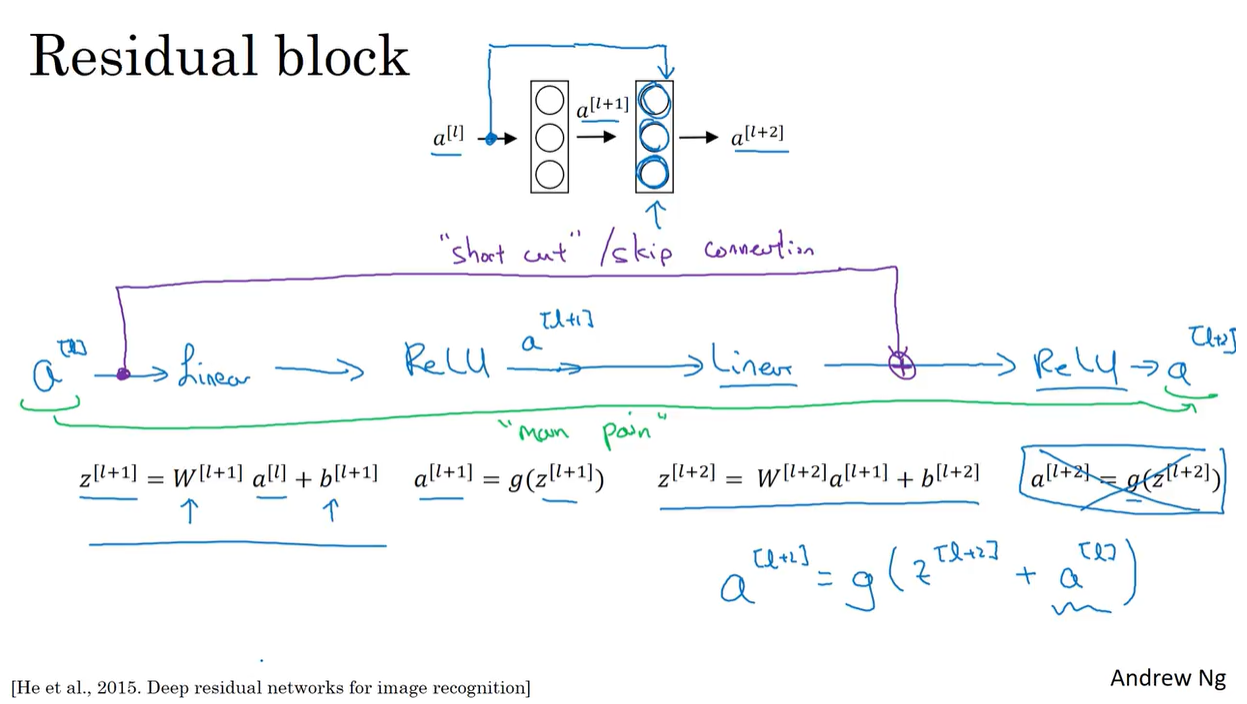 Residual block
a[l]
a[l+1]
a[l+2]
"short cut" /skip connection
a[l] Linear ReLU a[l+1] Linear ReLU a[l+2]
"main path"
z[l+1] = W[l+1] a[l] + b[l+1]  a[l+1] = g(z[l+1])  z[l+2] = W[l+2]a[l+1] + b[l+2]  a[l+2] = g(z[l+2])
a[l+2] = g(z[l+2] + a[l])
[He et al., 2015. Deep residual networks for image recognition]
Andrew Ng